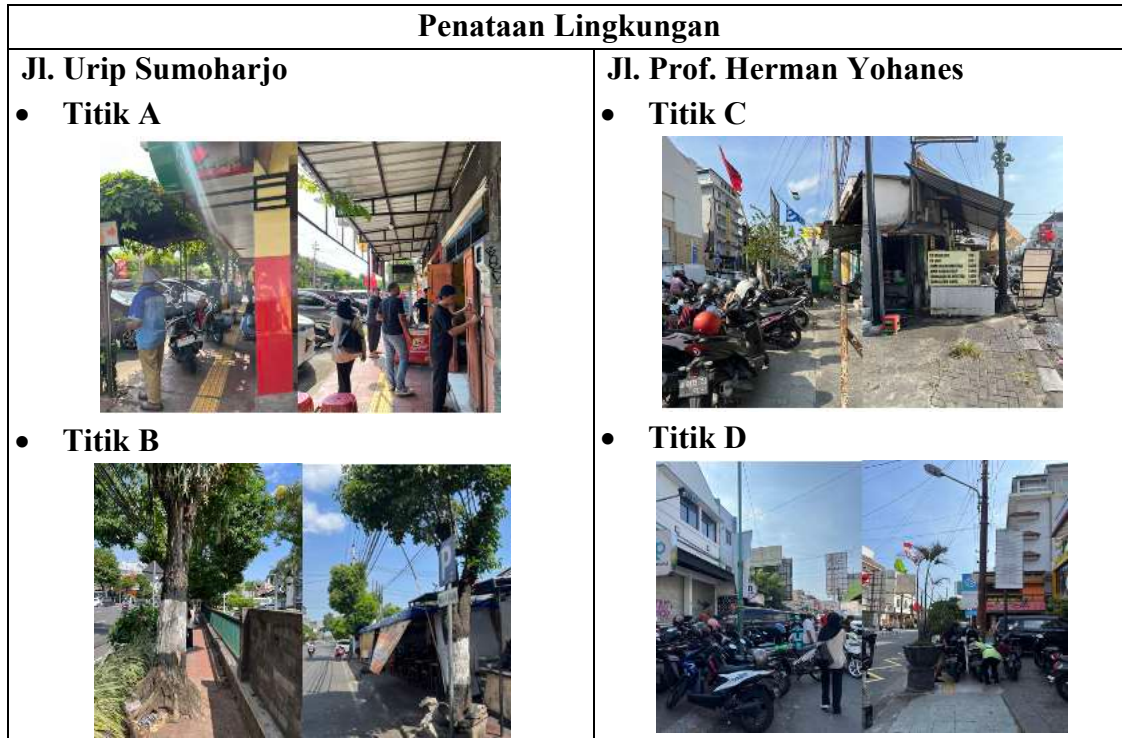 Penataan Lingkungan
Jl. Urip Sumoharjo
• Titik A
• Titik B
Jl. Prof. Herman Yohanes
• Titik C
• Titik D
P